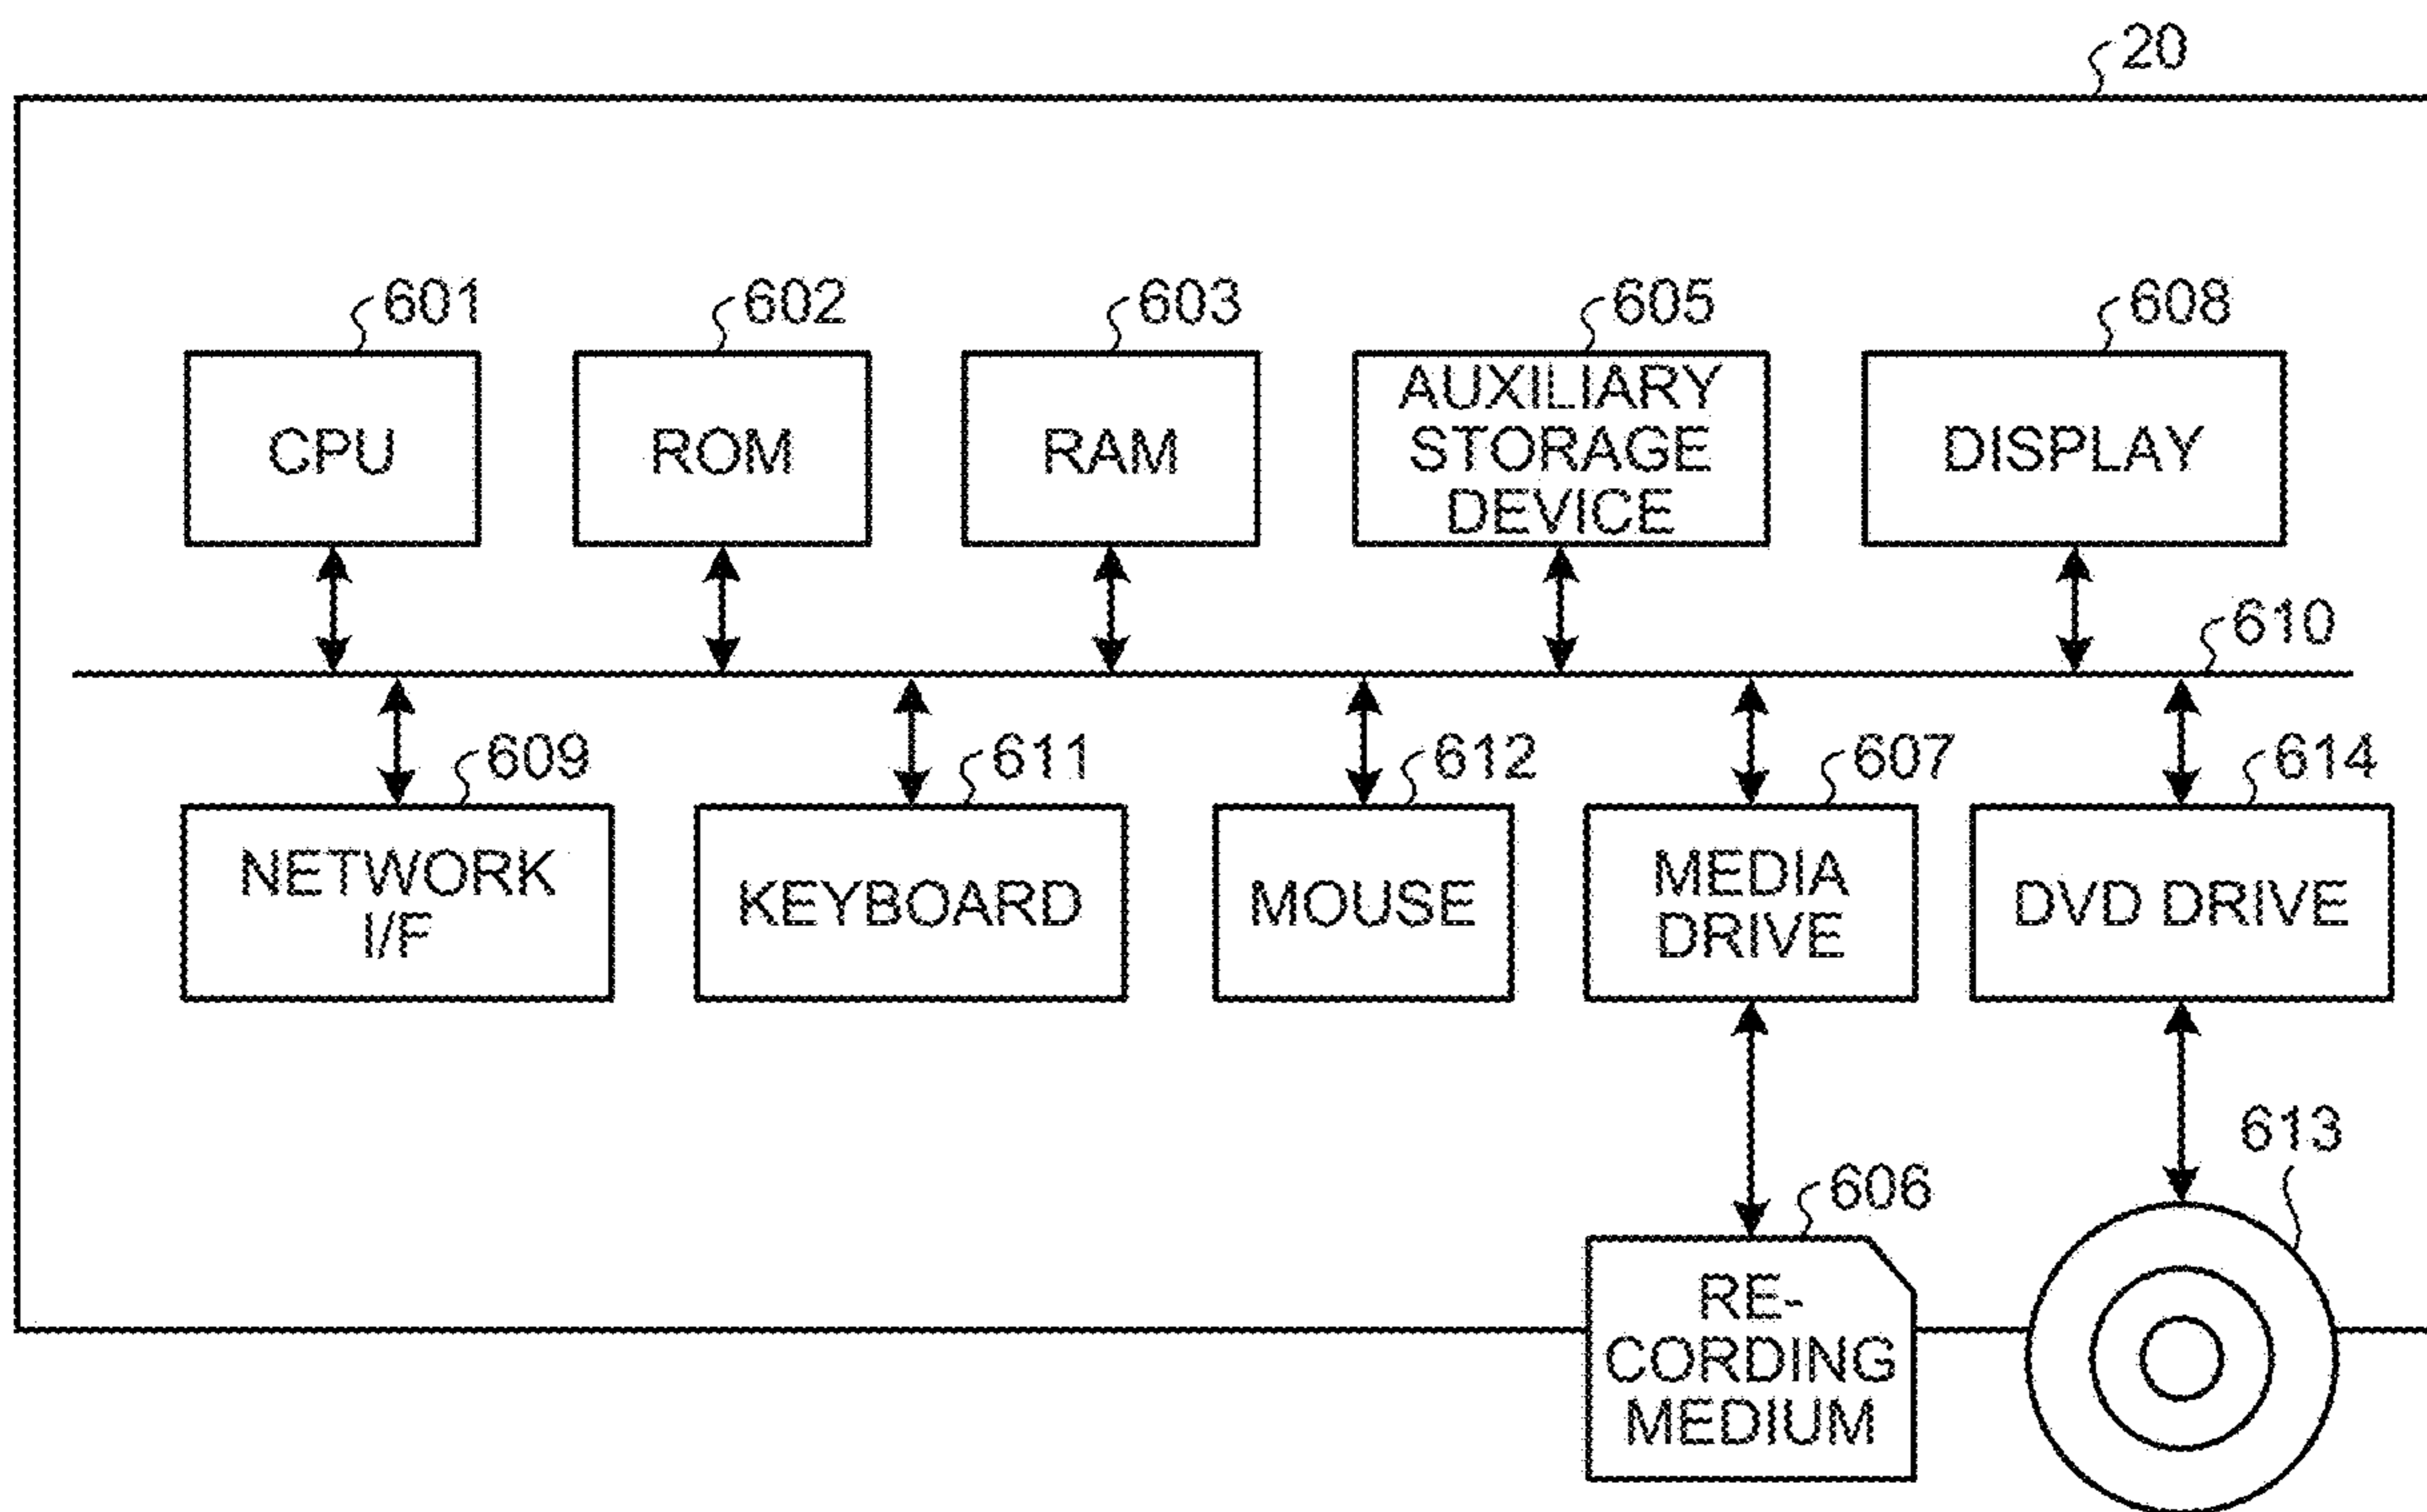 20
601
602
603
605
608
CPU
ROM
RAM
AUXILIARY
STORAGE
DEVICE
DISPLAY
610
609
611
612
607
614
NETWORK
I/F
KEYBOARD
MOUSE
MEDIA
DRIVE
DVD DRIVE
613
606
RE-
CORDING
MEDIUM